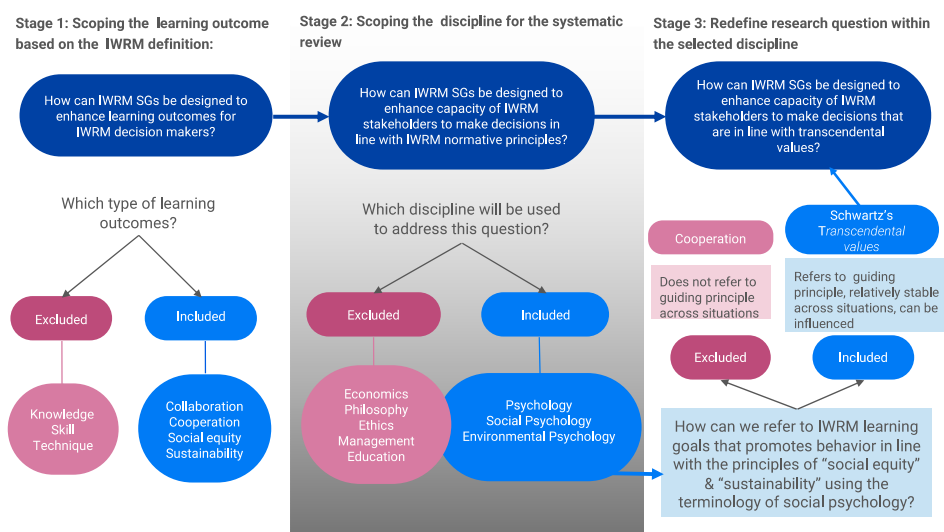 Stage 1: Scoping the learning outcome
based on the IWRM definition:
How can IWRM SGs be designed to
enhance learning outcomes for
IWRM decision makers?
Which type of learning
outcomes?
Excluded
Included
Knowledge
Skill
Technique
Collaboration
Cooperation
Social equity
Sustainability
Stage 2: Scoping the discipline for the systematic
review
How can IWRM SGs be designed to
enhance capacity of IWRM
stakeholders to make decisions in
line with IWRM normative principles?
Which discipline will be used
to address this question?
Excluded
Included
Economics
Philosophy
Ethics
Management
Education
Psychology
Social Psychology
Environmental Psychology
Stage 3: Redefine research question within
the selected discipline
How can IWRM SGs be designed to
enhance capacity of IWRM
stakeholders to make decisions that
are in line with transcendental
values?
Cooperation
Schwartz's
Transcendental
values
Does not refer to
guiding principle
across situations
Refers to guiding
principle, relatively stable
across situations, can be
influenced
Excluded
Included
How can we refer to IWRM learning
goals that promotes behavior in line
with the principles of “social equity”
& “sustainability” using the
terminology of social psychology?